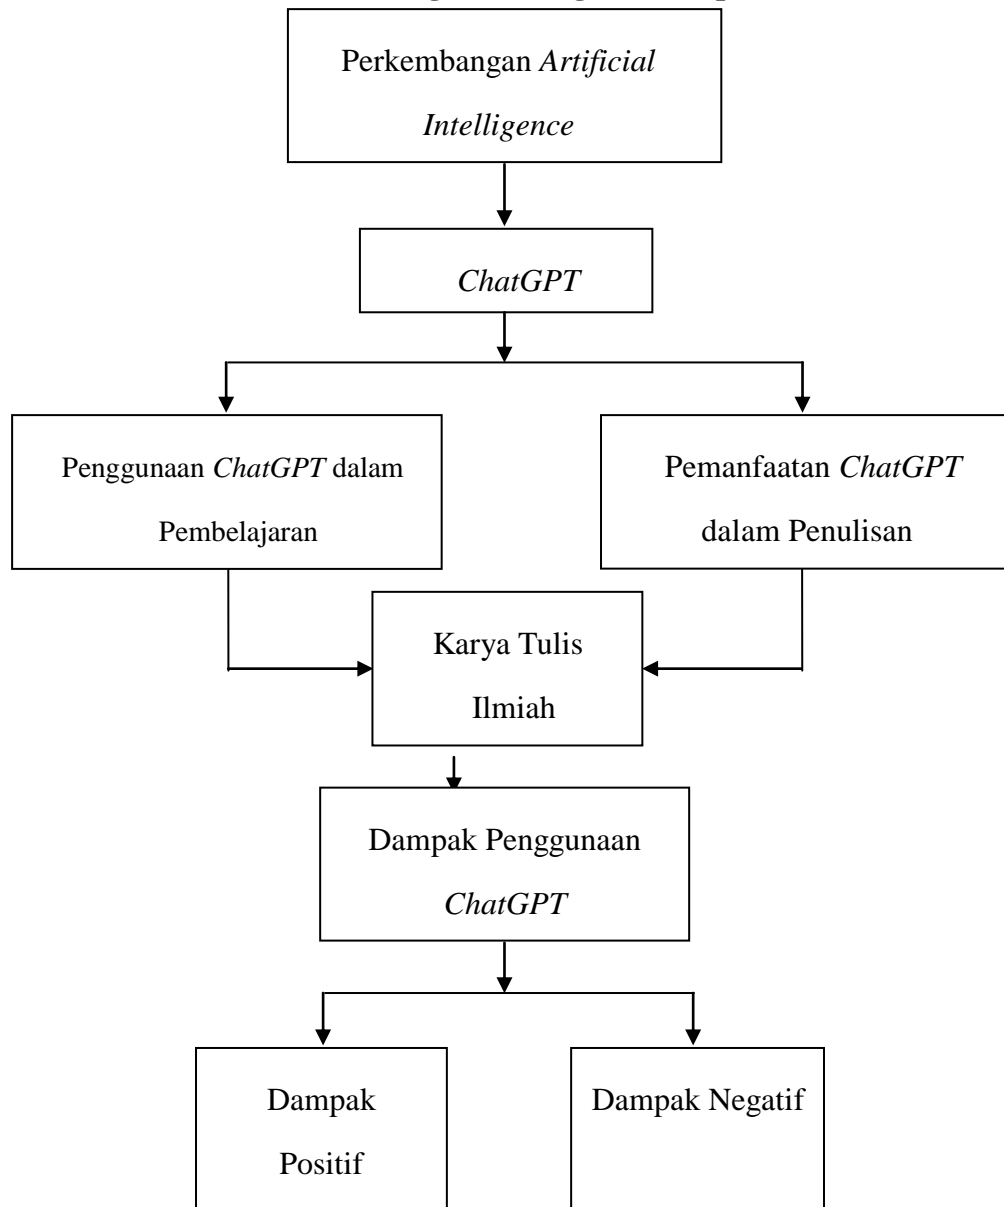 Perkembangan Artificial
Intelligence
ChatGPT
Penggunaan ChatGPT dalam
Pembelajaran
Pemanfaatan ChatGPT
dalam Penulisan
Karya Tulis
Ilmiah
Dampak Penggunaan
ChatGPT
Dampak
Positif
Dampak Negatif